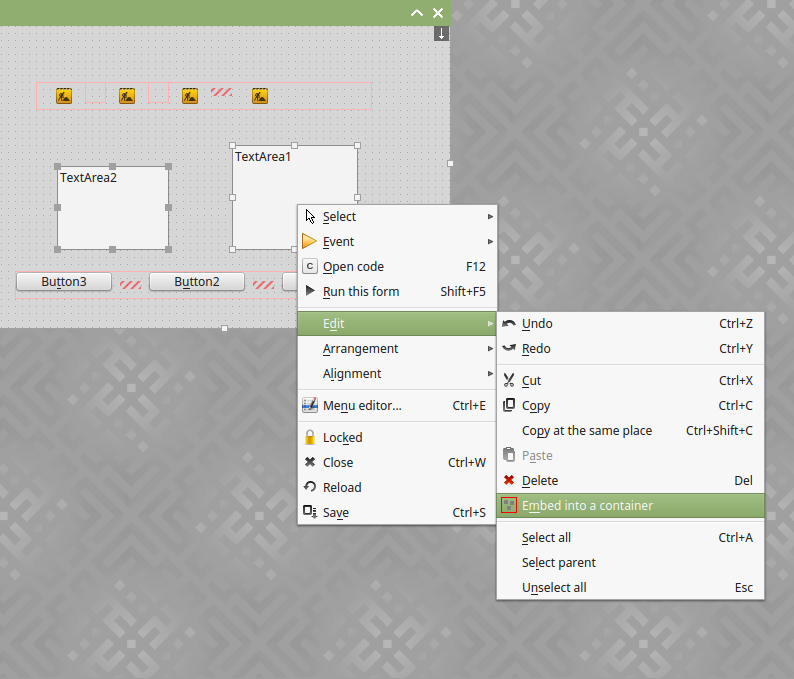 TextArea1
TextArea2
Button3
Button2
Select
Event
Open code F12
C
Run this form Shift+F5
Edit
Arrangement
Alignment
Menu editor... Ctrl+E
Locked
Close Ctrl+W
Reload
Save Ctrl+S
Undo Ctrl+Z
Redo Ctrl+Y
Cut Ctrl+X
Copy Ctrl+C
Copy at the same place Ctrl+Shift+C
Paste
Delete Del
Embed into a container
Select all Ctrl+A
Select parent
Unselect all Esc